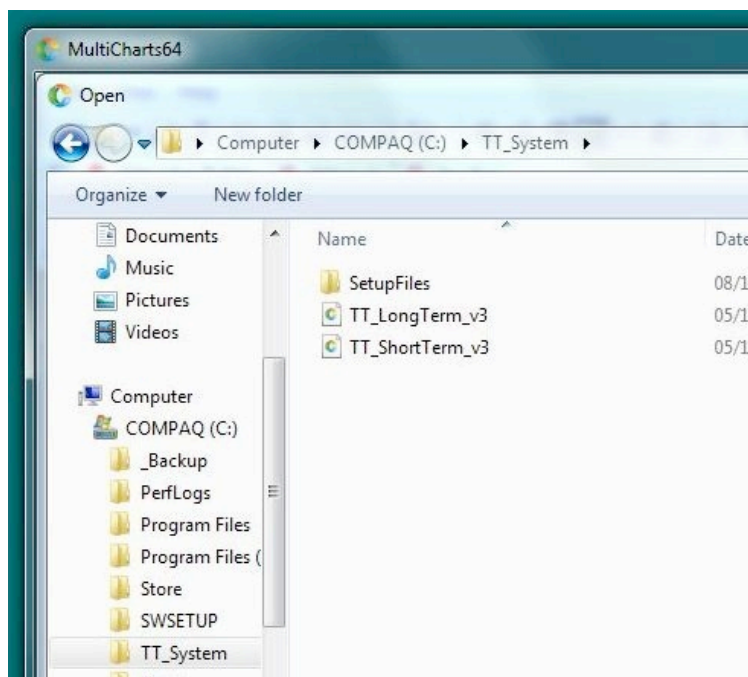 MultiCharts64
Open
Computer COMPAQ (C:) TT_System
Organize New folder
Documents
Music
Pictures
Videos
Computer
COMPAQ (C:)
_Backup
PerfLogs
Program Files
Program Files (
Store
SWSETUP
TT_System
Name Date
SetupFiles 08/1
TT_LongTerm_v3 05/1
TT_ShortTerm_v3 05/1